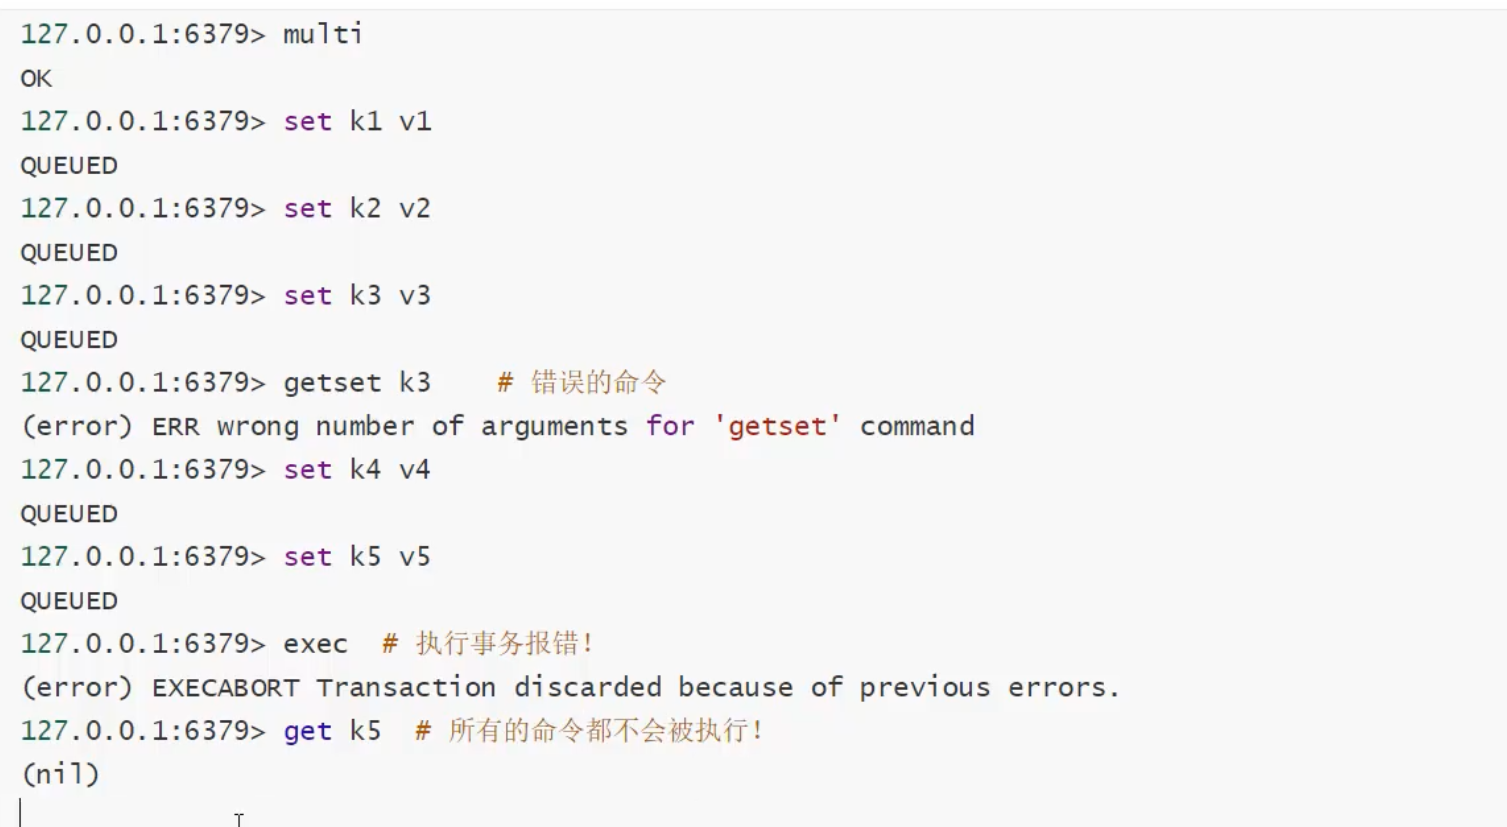 127.0.0.1:6379> multi
OK
127.0.0.1:6379> set k1 v1
QUEUED
127.0.0.1:6379> set k2 v2
QUEUED
127.0.0.1:6379> set k3 v3
QUEUED
127.0.0.1:6379> getset k3    # 错误的命令
(error) ERR wrong number of arguments for 'getset' command
127.0.0.1:6379> set k4 v4
QUEUED
127.0.0.1:6379> set k5 v5
QUEUED
127.0.0.1:6379> exec  # 执行事务报错！
(error) EXECABORT Transaction discarded because of previous errors.
127.0.0.1:6379> get k5  # 所有的命令都不会被执行！
(nil)